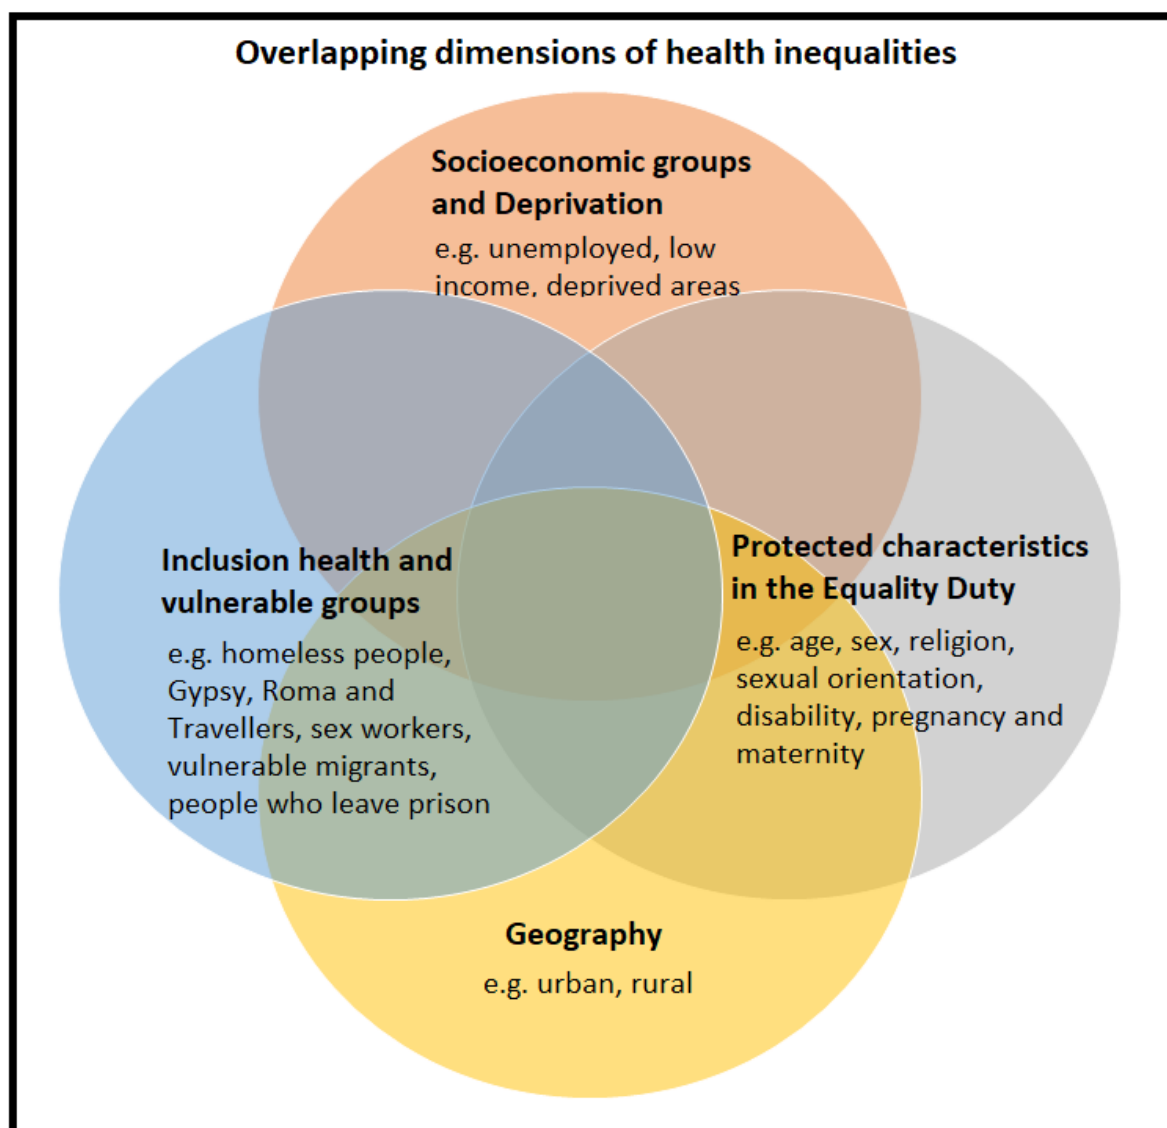 Overlapping dimensions of health inequalities
Socioeconomic groups
and Deprivation
e.g. unemployed, low
income, deprived areas
Inclusion health and
vulnerable groups
e.g. homeless people,
Gypsy, Roma and
Travellers, sex workers,
vulnerable migrants,
people who leave prison
Protected characteristics
in the Equality Duty
e.g. age, sex, religion,
sexual orientation,
disability, pregnancy and
maternity
Geography
e.g. urban, rural